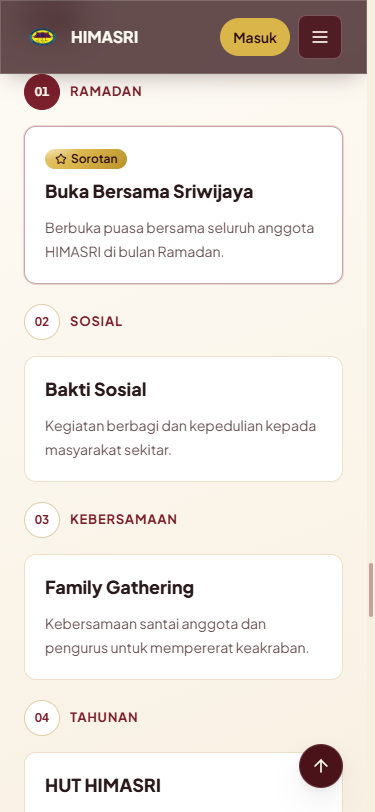 HIMASRI
Masuk
01 RAMADAN
Sorotan
Buka Bersama Sriwijaya
Berbuka puasa bersama seluruh anggota
HIMASRI di bulan Ramadan.
02 SOSIAL
Bakti Sosial
Kegiatan berbagi dan kepedulian kepada
masyarakat sekitar.
03 KEBERSAMAAN
Family Gathering
Kebersamaan santai anggota dan
pengurus untuk mempererat keakraban.
04 TAHUNAN
HUT HIMASRI